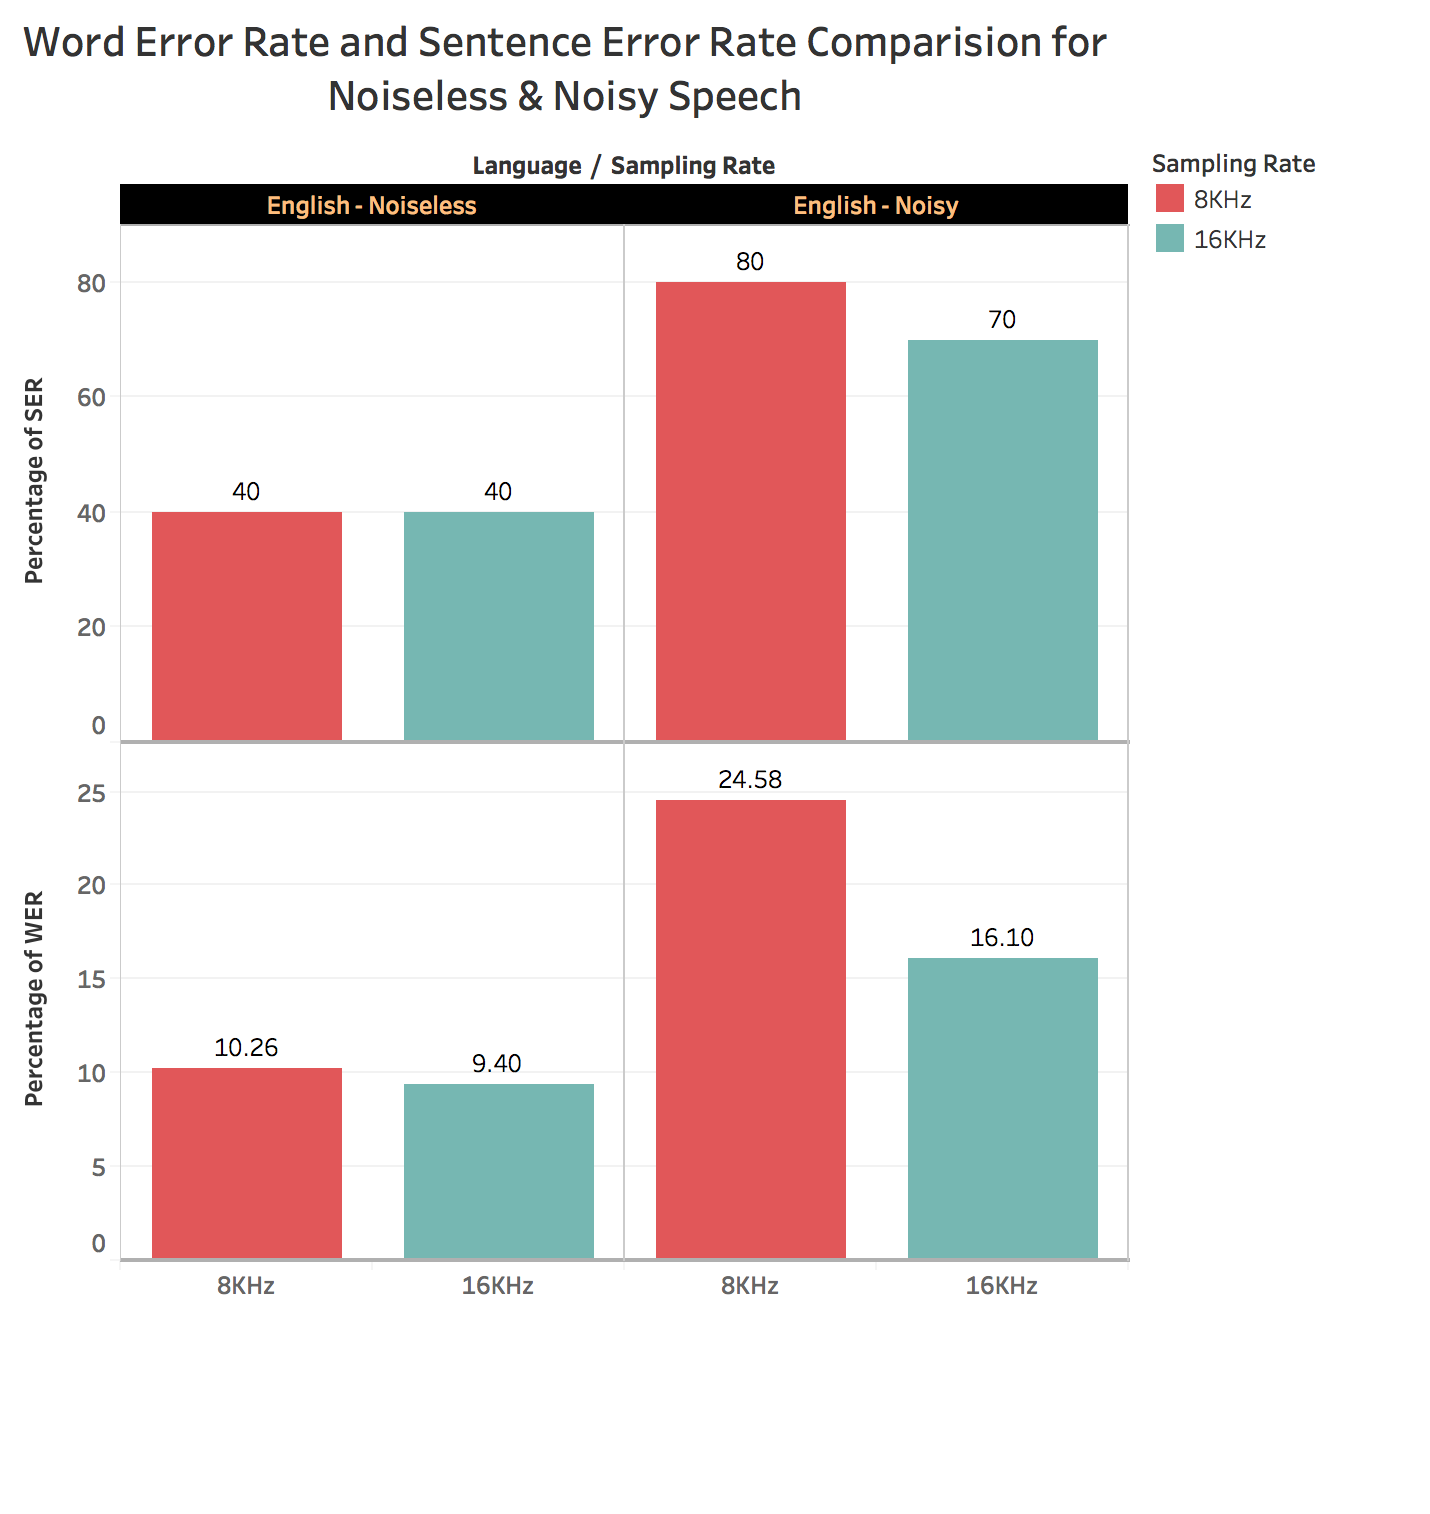 Word Error Rate and Sentence Error Rate Comparision for
Noiseless & Noisy Speech
Language / Sampling Rate
English - Noiseless
English - Noisy
Sampling Rate
8KHz
16KHz
Percentage of SER
80
60
40
20
0
40
40
80
70
Percentage of WER
25
20
15
10
5
0
10.26
9.40
24.58
16.10
8KHz
16KHz
8KHz
16KHz